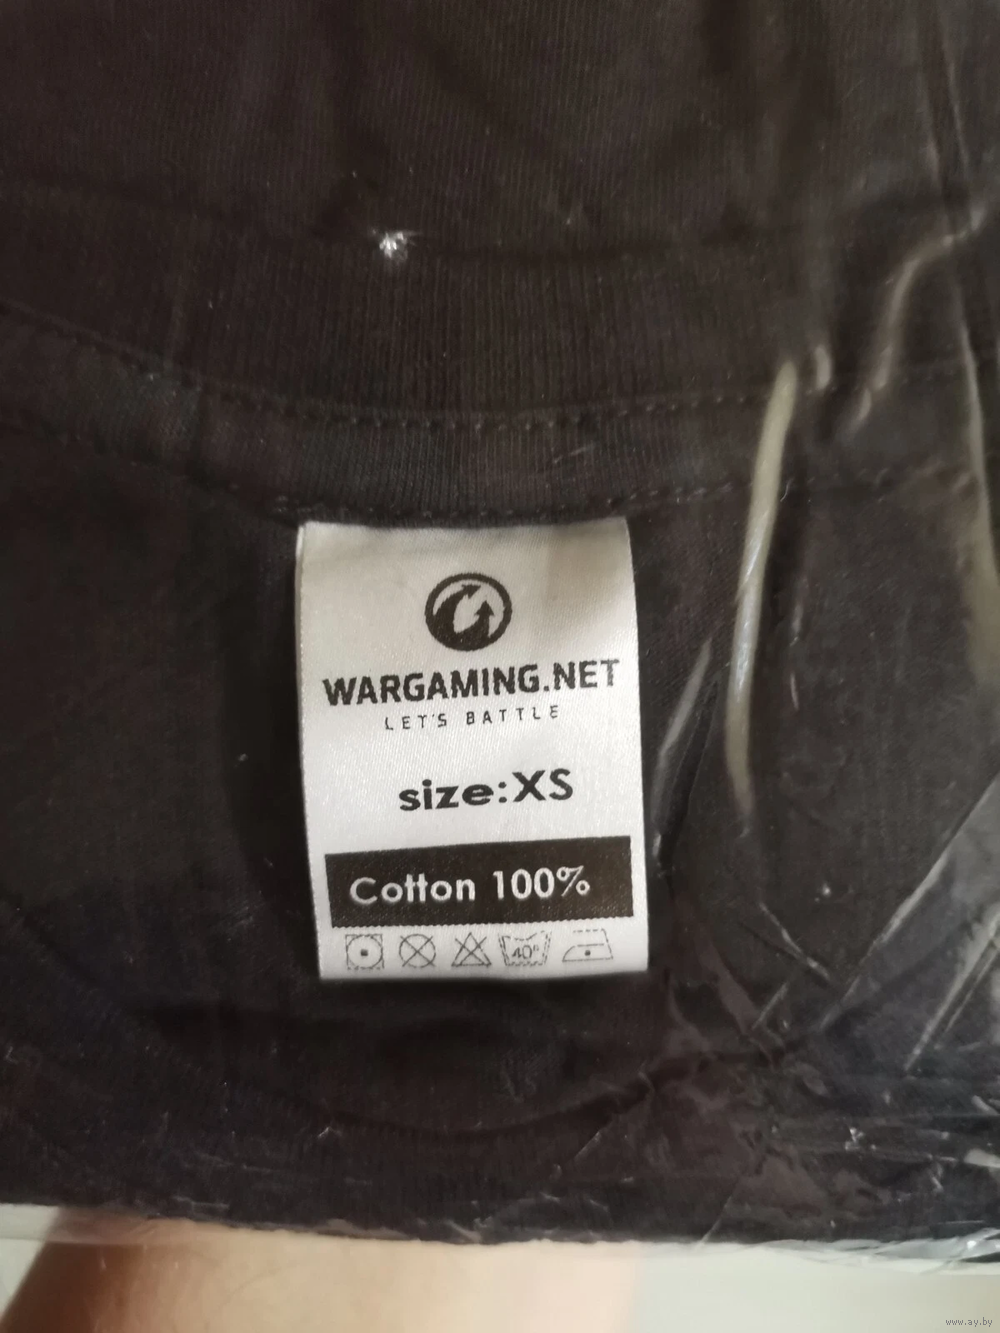 WARGAMING.NET
LET'S BATTLE
size:XS
Cotton 100%
40°
www.ay.by